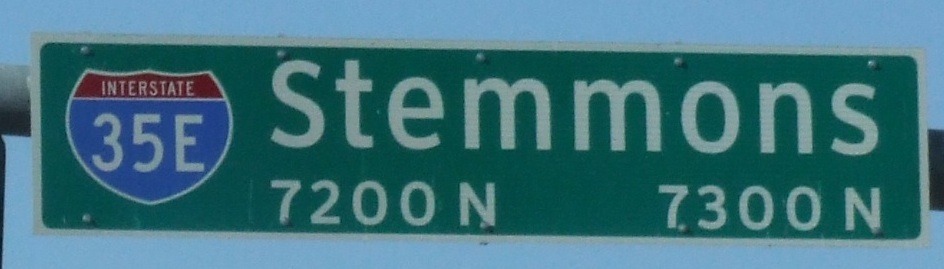 INTERSTATE
35E
Stemmons
7200 N 7300 N